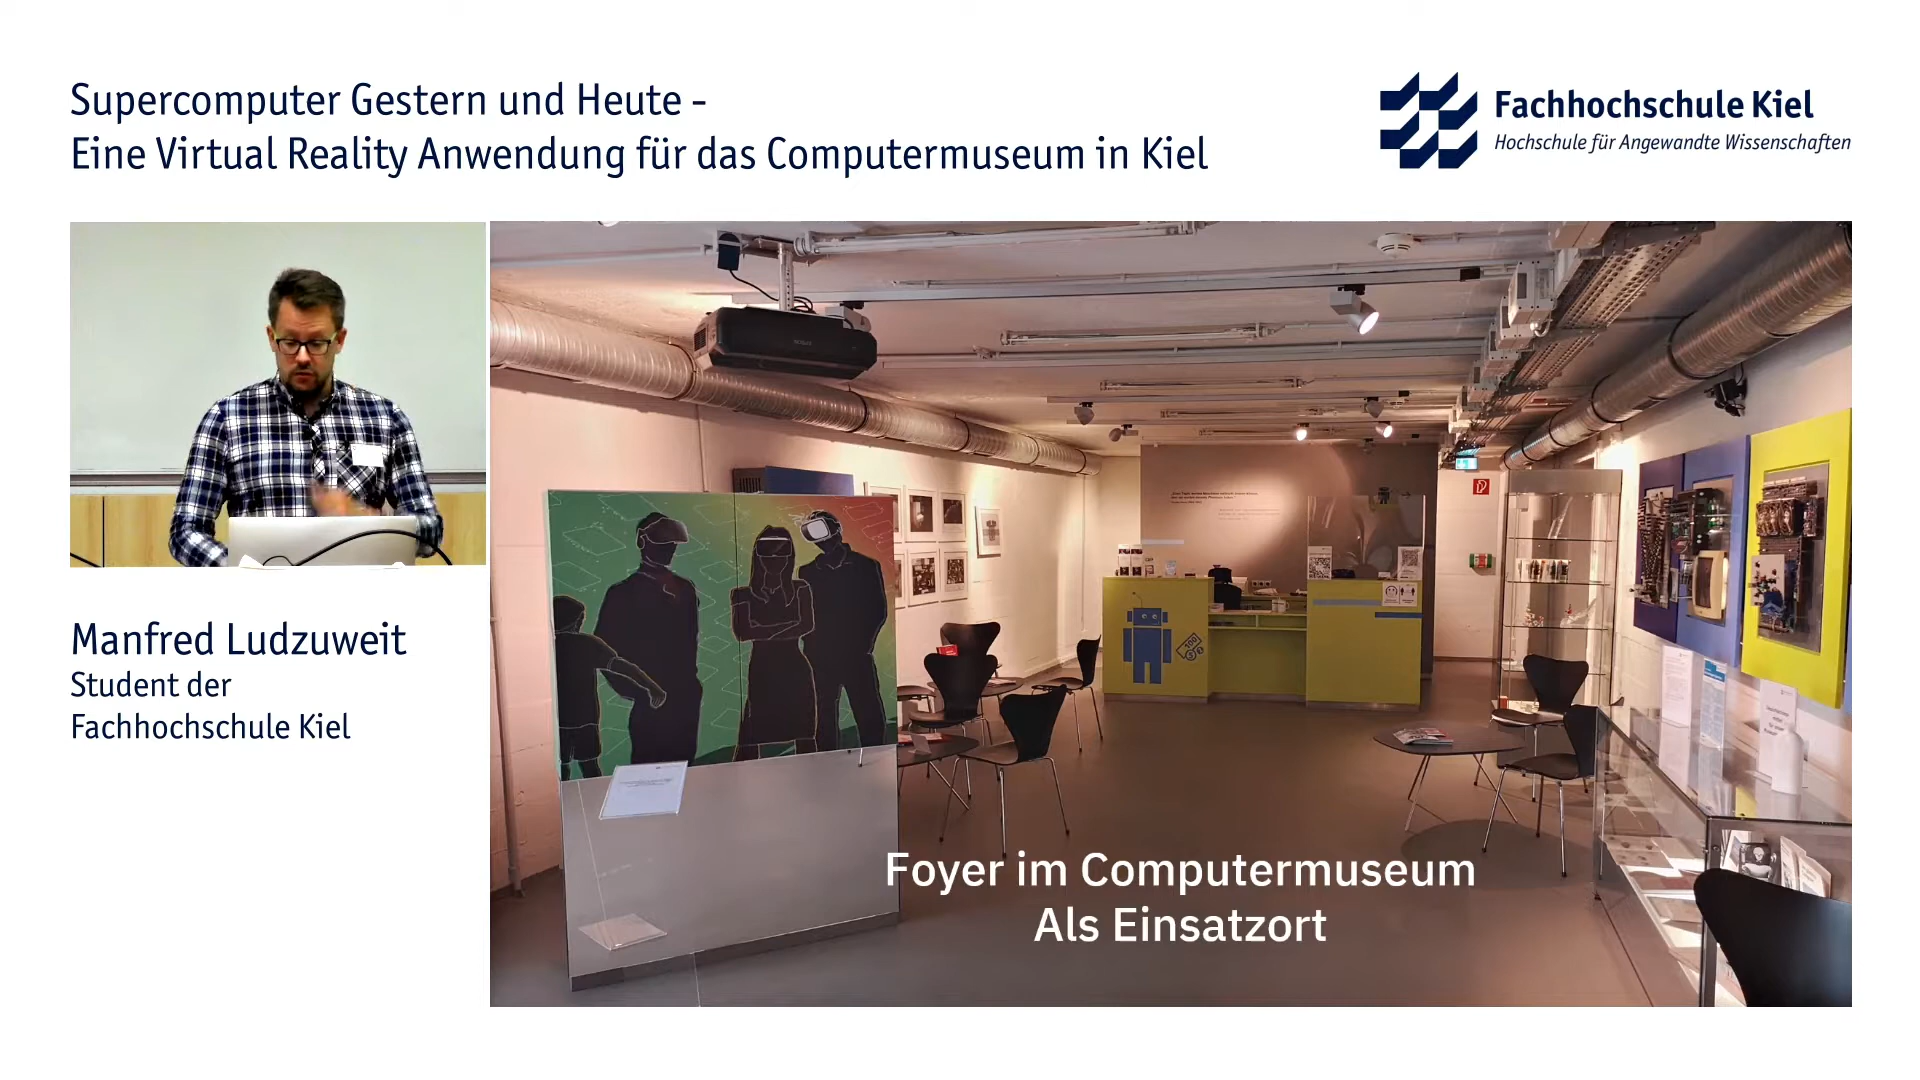 Supercomputer Gestern und Heute -
Eine Virtual Reality Anwendung für das Computermuseum in Kiel
Fachhochschule Kiel
Hochschule für Angewandte Wissenschaften
Manfred Ludzuweit
Student der
Fachhochschule Kiel
100
Foyer im Computermuseum
Als Einsatzort